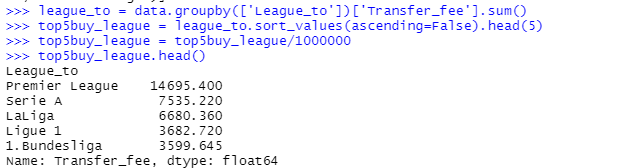 >>> league_to = data.groupby(['League_to'])['Transfer_fee'].sum()
>>> top5buy_league = league_to.sort_values(ascending=False).head(5)
>>> top5buy_league = top5buy_league/1000000
>>> top5buy_league.head()
League_to
Premier League    14695.400
Serie A            7535.220
LaLiga             6680.360
Ligue 1            3682.720
1.Bundesliga       3599.645
Name: Transfer_fee, dtype: float64